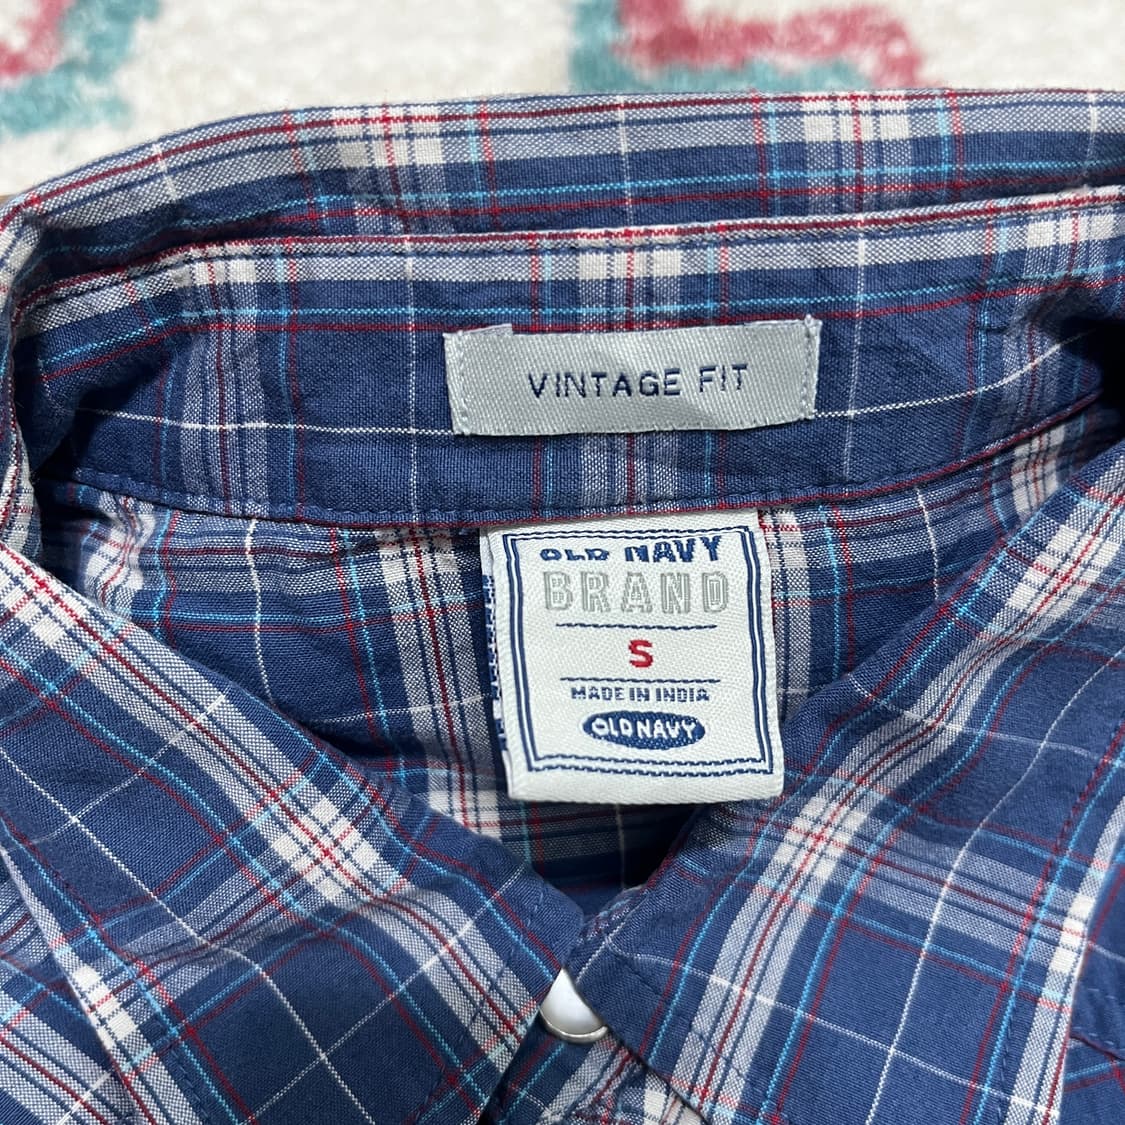 VINTAGE FIT
OLD NAVY
BRAND
S
MADE IN INDIA
OLD NAVY